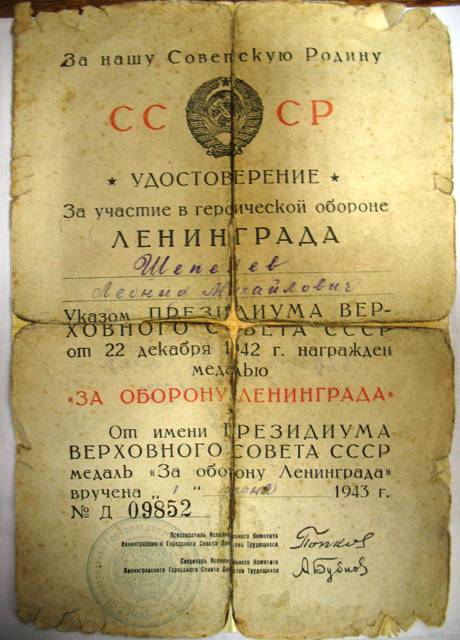 За нашу Советскую Родину
СС СР
★ УДОСТОВЕРЕНИЕ ★
За участие в героической обороне
ЛЕНИНГРАДА
Леонид Михайлович
Указом ПРЕЗИДИУМА ВЕР-
ХОВНОГО СОВЕТА СССР
от 22 декабря 1942 г. награжден
медалью
«ЗА ОБОРОНУ ЛЕНИНГРАДА»
От имени ПРЕЗИДИУМА
ВЕРХОВНОГО СОВЕТА СССР
медаль «За оборону Ленинграда»
вручена „1“ 1943 г.
№ Д 09852
Председатель Исполнительного Комитета
Ленинградского Городского Совета Депутатов Трудящихся
Попков
Секретарь Исполнительного Комитета
Ленинградского Городского Совета Депутатов Трудящихся
А Бубнов